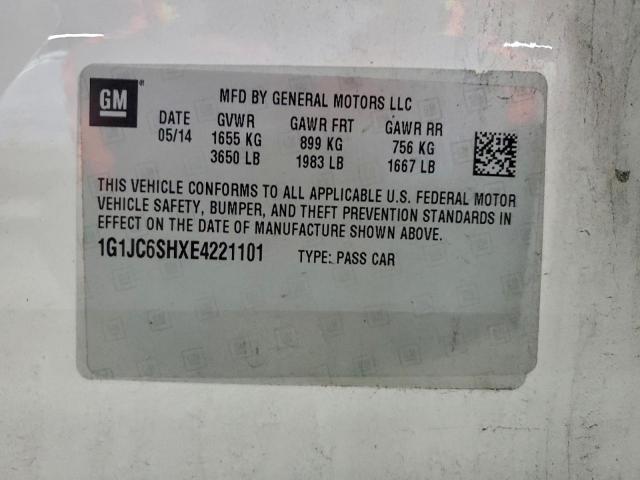 GM ®
MFD BY GENERAL MOTORS LLC
DATE GVWR GAWR FRT GAWR RR
05/14 1655 KG 899 KG 756 KG
3650 LB 1983 LB 1667 LB
THIS VEHICLE CONFORMS TO ALL APPLICABLE U.S. FEDERAL MOTOR
VEHICLE SAFETY, BUMPER, AND THEFT PREVENTION STANDARDS IN
EFFECT ON THE DATE OF MANUFACTURE SHOWN ABOVE.
1G1JC6SHXE4221101 TYPE: PASS CAR